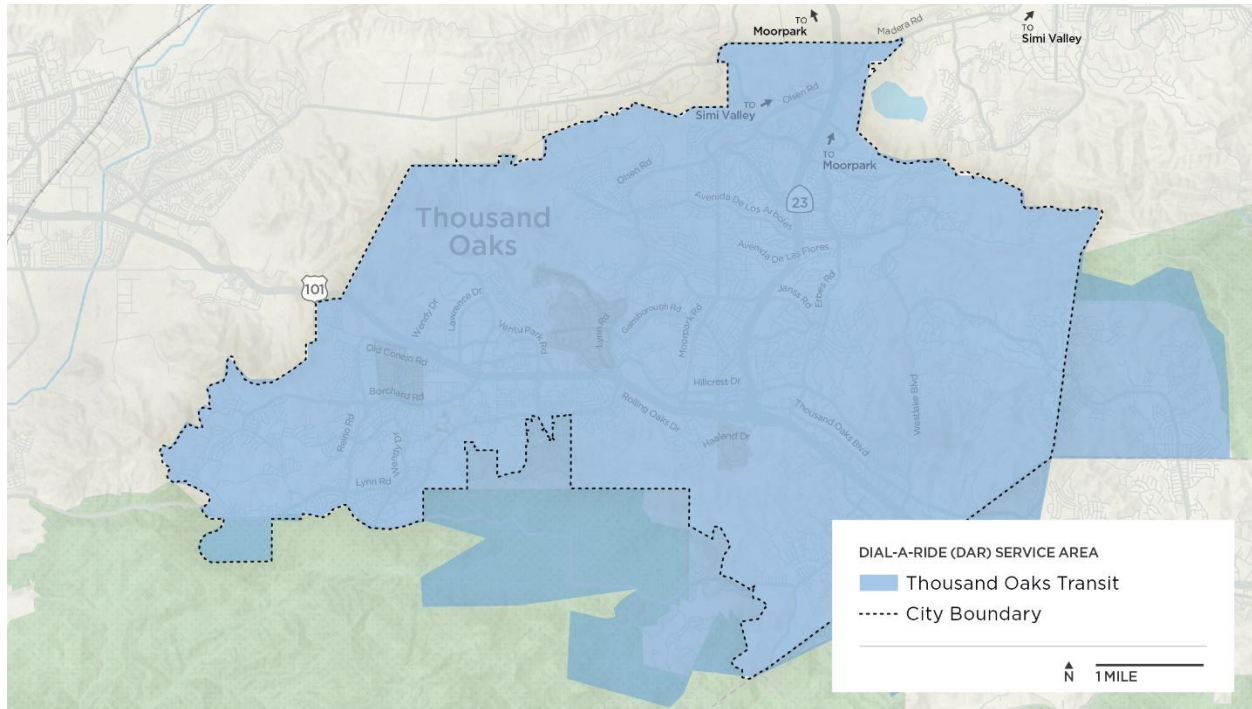 TO
Moorpark
Madera Rd
TO
Simi Valley
Olsen Rd
TO
Simi Valley
TO
Moorpark
Olsen Rd
Avenida De Los Arboles
23
Thousand
Oaks
Avenida De Las Flores
101
Janss Rd
Erbes Rd
Wendy Dr
Lawrence Dr
Ventu Park Rd
Lynn Rd
Gainsborough Rd
Moorpark Rd
Old Conejo Rd
Borchard Rd
Hillcrest Dr
Westlake Blvd
Rolling Oaks Dr
Thousand Oaks Blvd
Reino Rd
Wendy Dr
Haaland Dr
Lynn Rd
DIAL-A-RIDE (DAR) SERVICE AREA
Thousand Oaks Transit
City Boundary
N
1 MILE